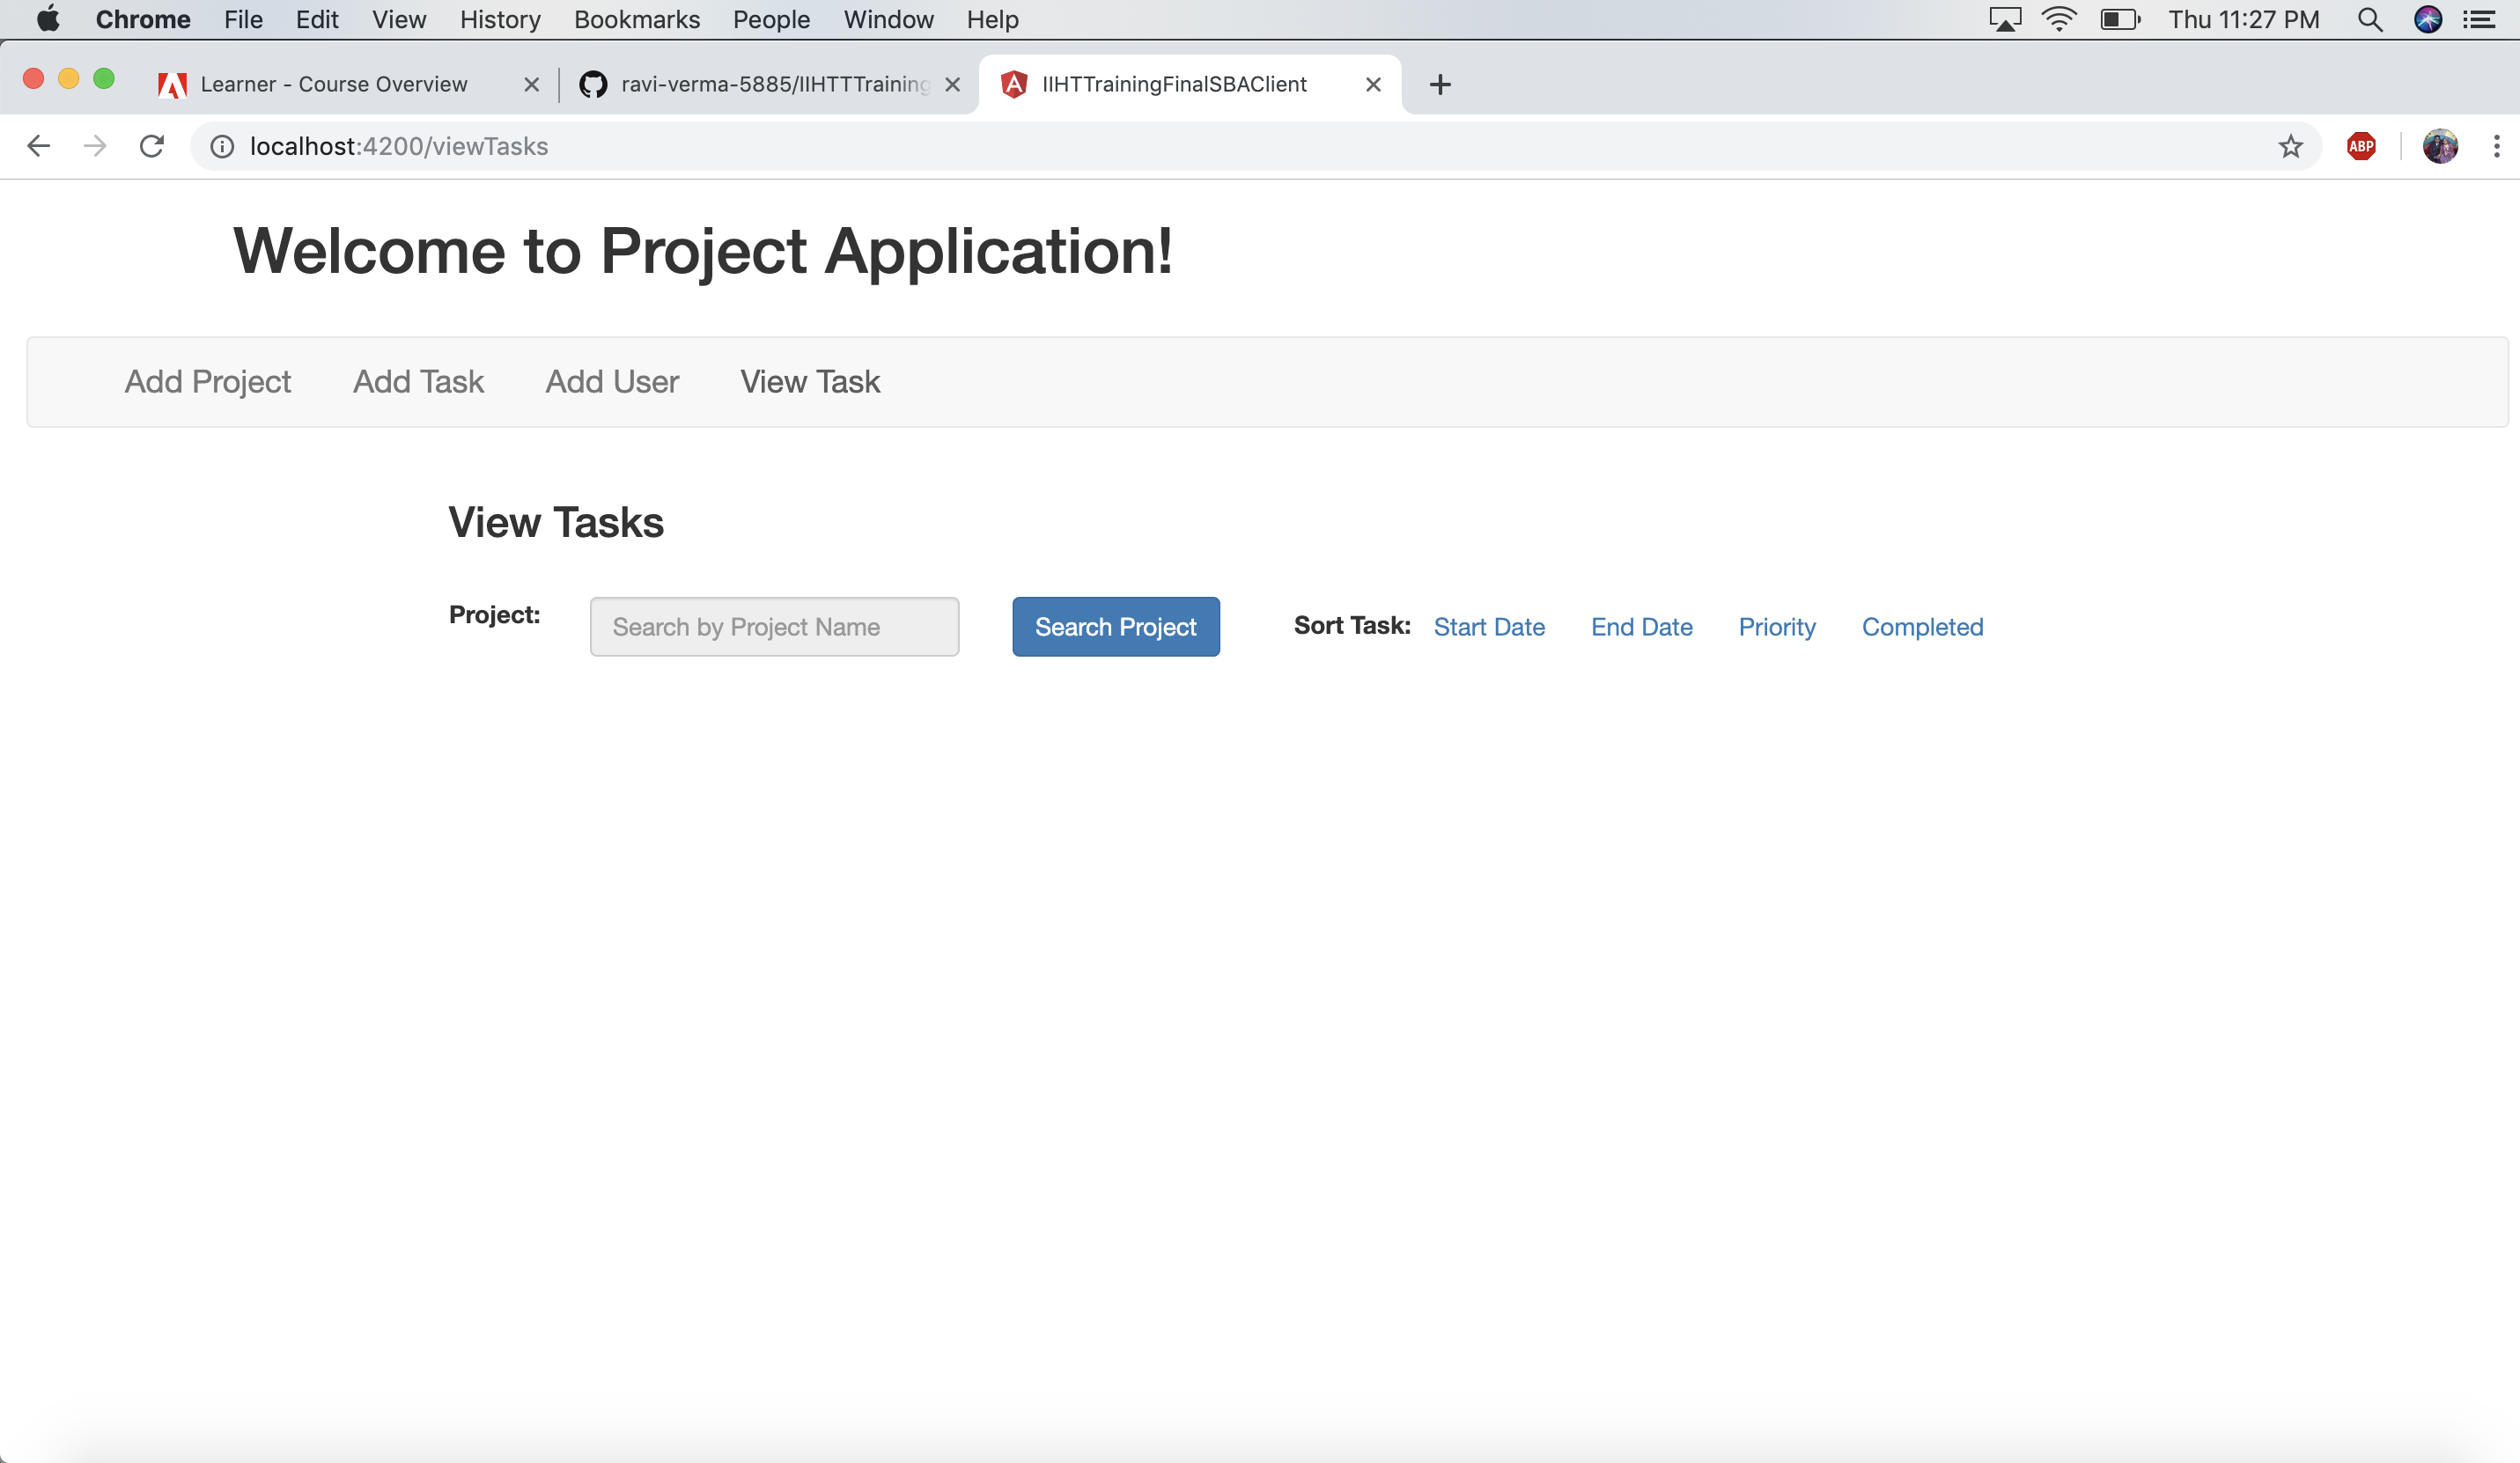 Chrome File Edit View History Bookmarks People Window Help Thu 11:27 PM
Learner - Course Overview ravi-verma-5885/IIHTTTraining IIHTTrainingFinalSBAClient
localhost:4200/viewTasks ABP
Welcome to Project Application!
Add Project Add Task Add User View Task
View Tasks
Project: Search by Project Name Search Project Sort Task: Start Date End Date Priority Completed